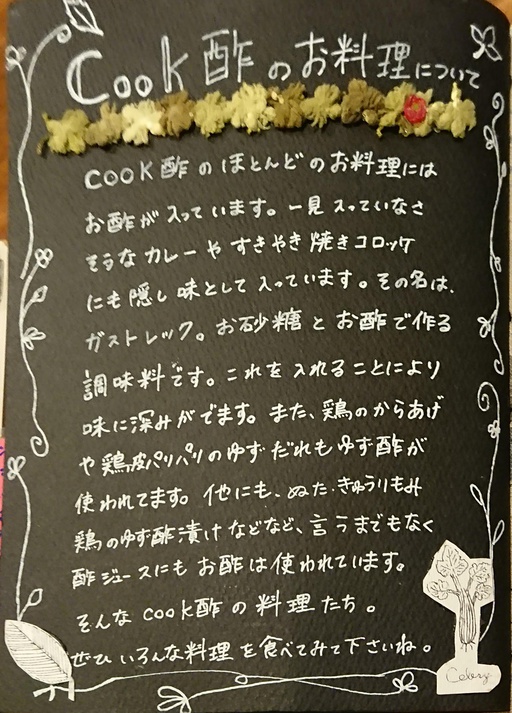 Cook酢のお料理について
COOK酢のほとんどのお料理には
お酢が入っています。一見入っていなさ
そうなカレーやすきやき焼きコロッケ
にも隠し味として入っています。その名は、
ガストレック。お砂糖とお酢で作る
調味料です。これを入れることにより
味に深みがでます。また、鶏のからあげ
や鶏皮パリパリのゆずだれもゆず酢が
使われてます。他にも、ぬた・きゅうりもみ
鶏のゆず酢漬けなどなど、言うまでもなく
酢ジュースにもお酢は使われています。
そんなcook酢の料理たち。
ぜひいろんな料理を食べてみて下さいね。
Celery